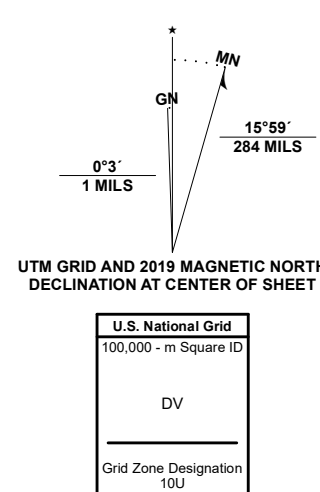 ★
MN
GN
15°59´
284 MILS
0°3´
1 MILS
UTM GRID AND 2019 MAGNETIC NORTH
DECLINATION AT CENTER OF SHEET
U.S. National Grid
100,000 - m Square ID
DV
Grid Zone Designation
10U